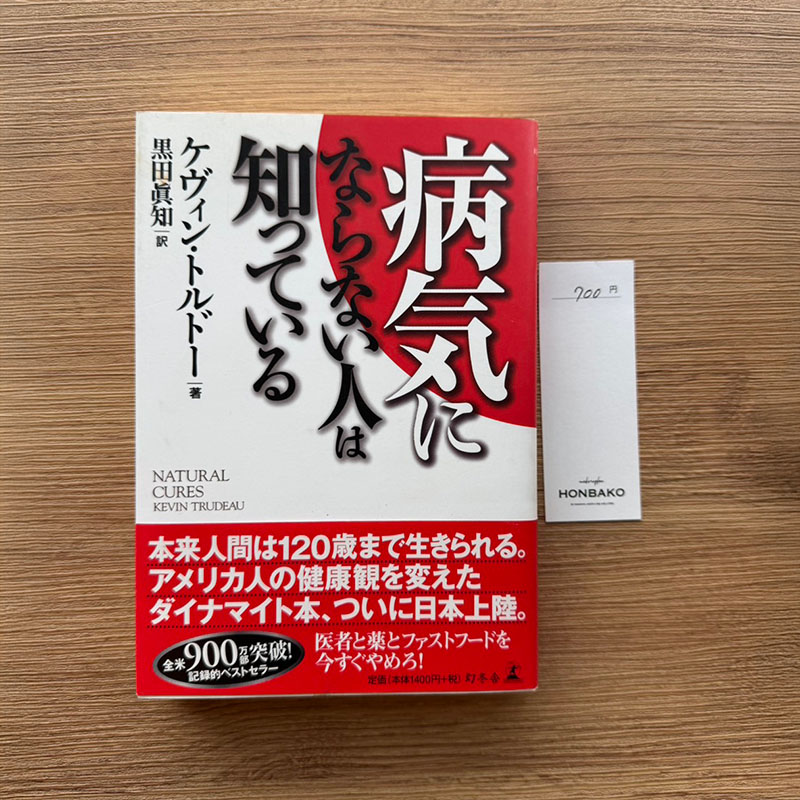 病気に
ならない人は
知っている
ケヴィン・トルドー 著
黒田眞知 訳
NATURAL
CURES
KEVIN TRUDEAU
本来人間は120歳まで生きられる。
アメリカ人の健康観を変えた
ダイナマイト本、ついに日本上陸。
全米900万部突破!
記録的ベストセラー
医者と薬とファストフードを
今すぐやめろ!
定価(本体1400円+税) 幻冬舎
700 円
HONBAKO